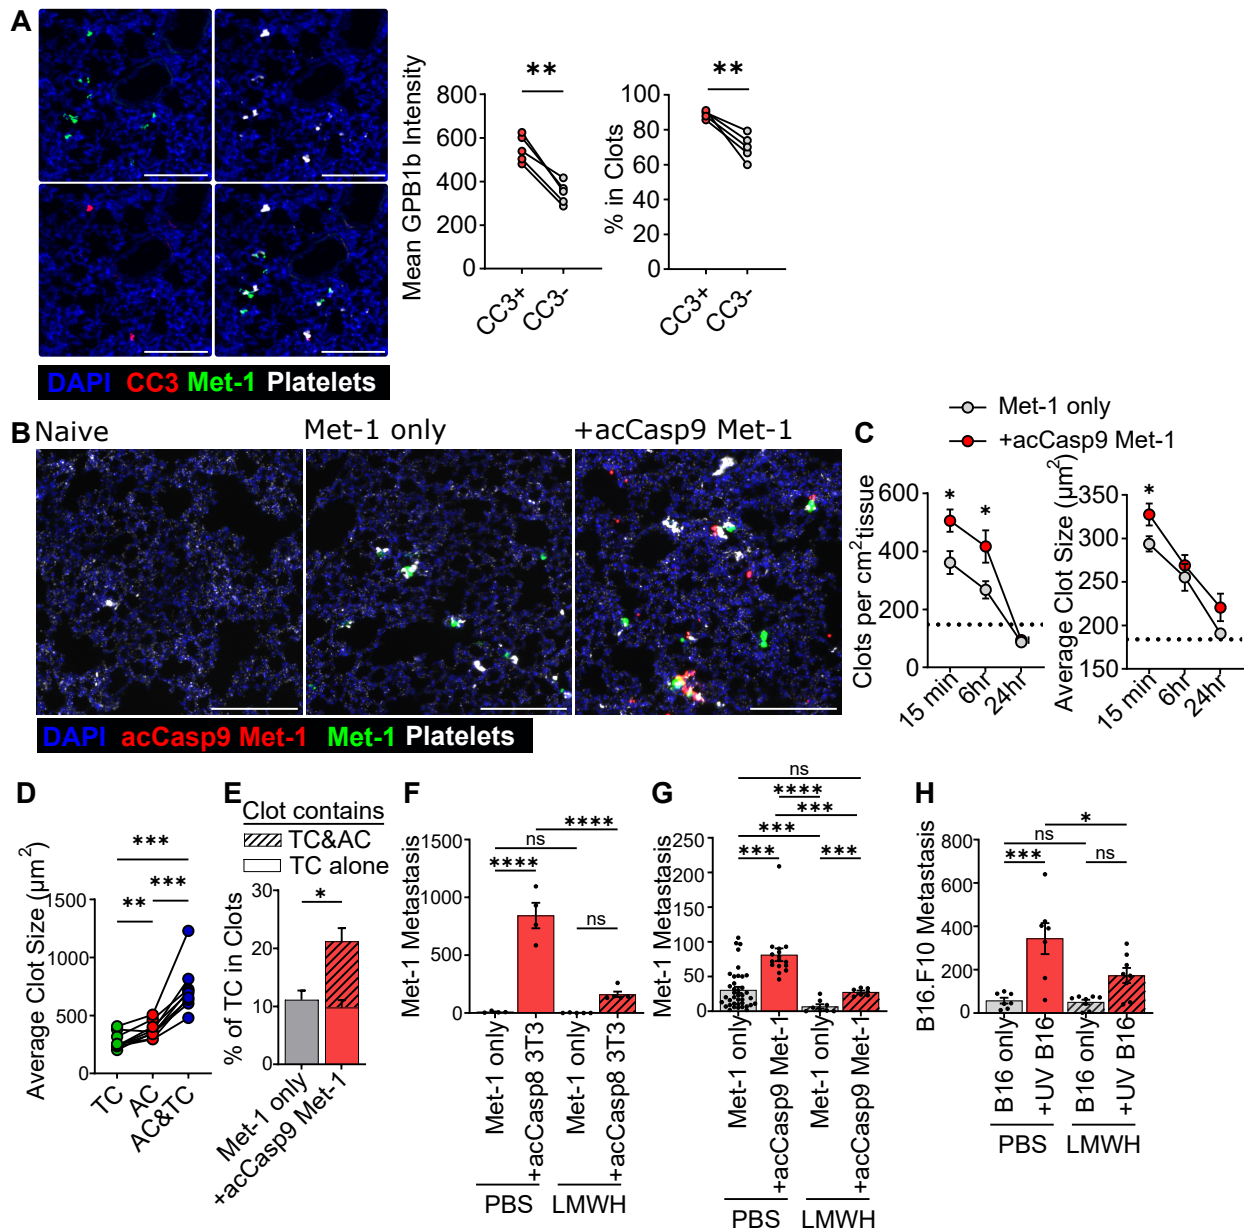 A
Mean GPB1b Intensity
800
600
400
200
0
**
CC3+
CC3-
% in Clots
100
80
60
40
20
0
**
CC3+
CC3-
DAPI CC3 Met-1 Platelets
B
Naive
Met-1 only
+acCasp9 Met-1
DAPI acCasp9 Met-1 Met-1 Platelets
C
Met-1 only
+acCasp9 Met-1
Clots per cm² tissue
600
400
200
0
*
*
15 min
6hr
24hr
Average Clot Size (µm²)
350
300
250
200
150
*
15 min
6hr
24hr
D
Average Clot Size (µm²)
1500
1000
500
0
***
***
**
TC
AC
AC&TC
E
Clot contains
TC&AC
TC alone
% of TC in Clots
30
20
10
0
*
Met-1 only
+acCasp9 Met-1
F
Met-1 Metastasis
1500
1000
500
0
****
ns
****
ns
Met-1 only
+acCasp8 3T3
Met-1 only
+acCasp8 3T3
PBS
LMWH
G
Met-1 Metastasis
250
200
150
100
50
0
ns
****
***
***
***
***
Met-1 only
+acCasp9 Met-1
Met-1 only
+acCasp9 Met-1
PBS
LMWH
H
B16.F10 Metastasis
800
600
400
200
0
*
ns
***
ns
B16 only
+UV B16
B16 only
+UV B16
PBS
LMWH